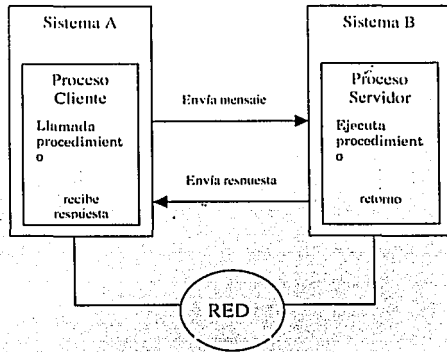 Sistema A
Proceso
Cliente
Llamada
procedimient
o
recibe
respuesta
Envía mensaje
Envía respuesta
Sistema B
Proceso
Servidor
Ejecuta
procedimient
o
retorno
RED